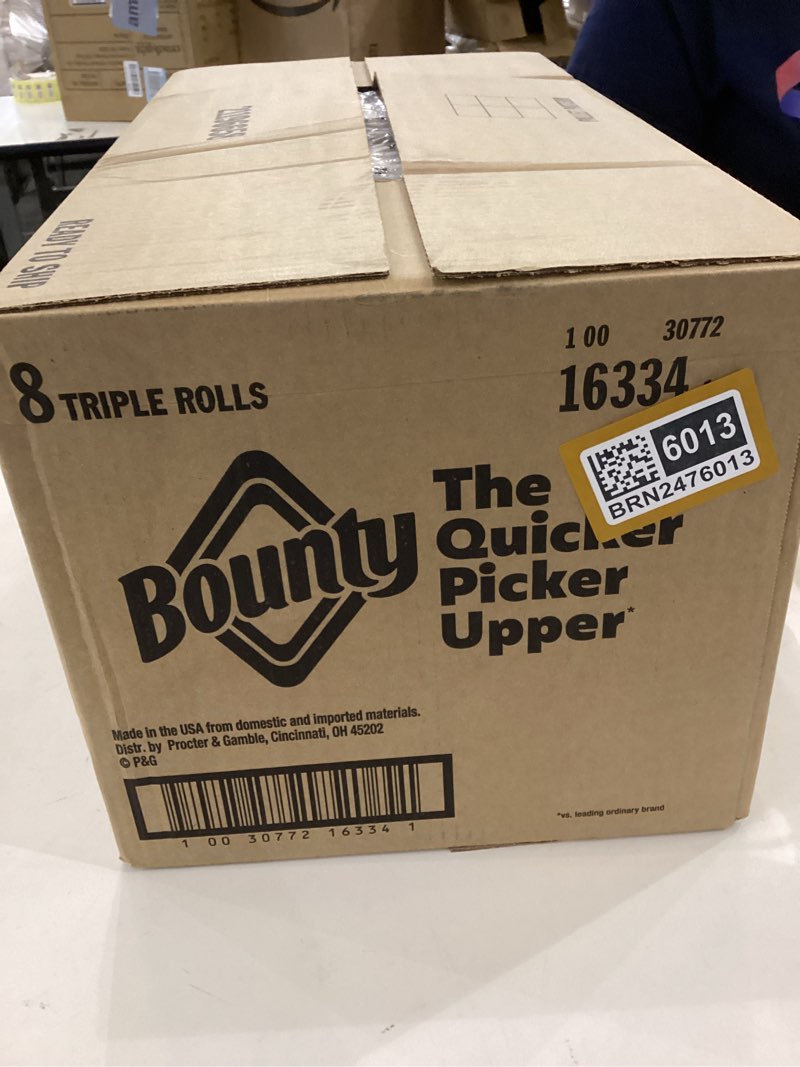 READY TO SHIP
1 00 30772
16334
8 TRIPLE ROLLS
6013
BRN2476013
Bounty
The
Quicker
Picker
Upper*
Made in the USA from domestic and imported materials.
Distr. by Procter & Gamble, Cincinnati, OH 45202
© P&G
*vs. leading ordinary brand
1 00 30772 16334 1